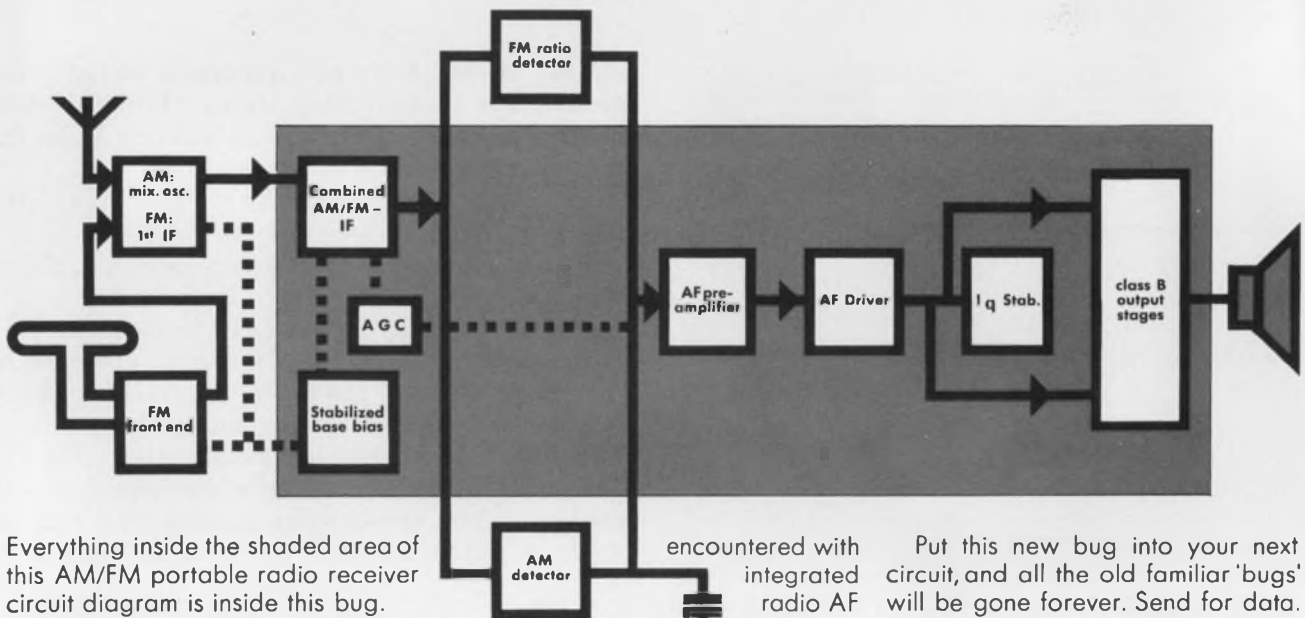 FM ratio
detector
AM:
mix. osc.
FM:
1st IF
Combined
AM/FM –
IF
AGC
Stabilized
base bias
FM
front end
AF pre-
amplifier
AF Driver
Iq Stab.
class B
output
stages
AM
detector
Everything inside the shaded area of
this AM/FM portable radio receiver
circuit diagram is inside this bug.
encountered with
integrated
radio AF
Put this new bug into your next
circuit, and all the old familiar 'bugs'
will be gone forever. Send for data.